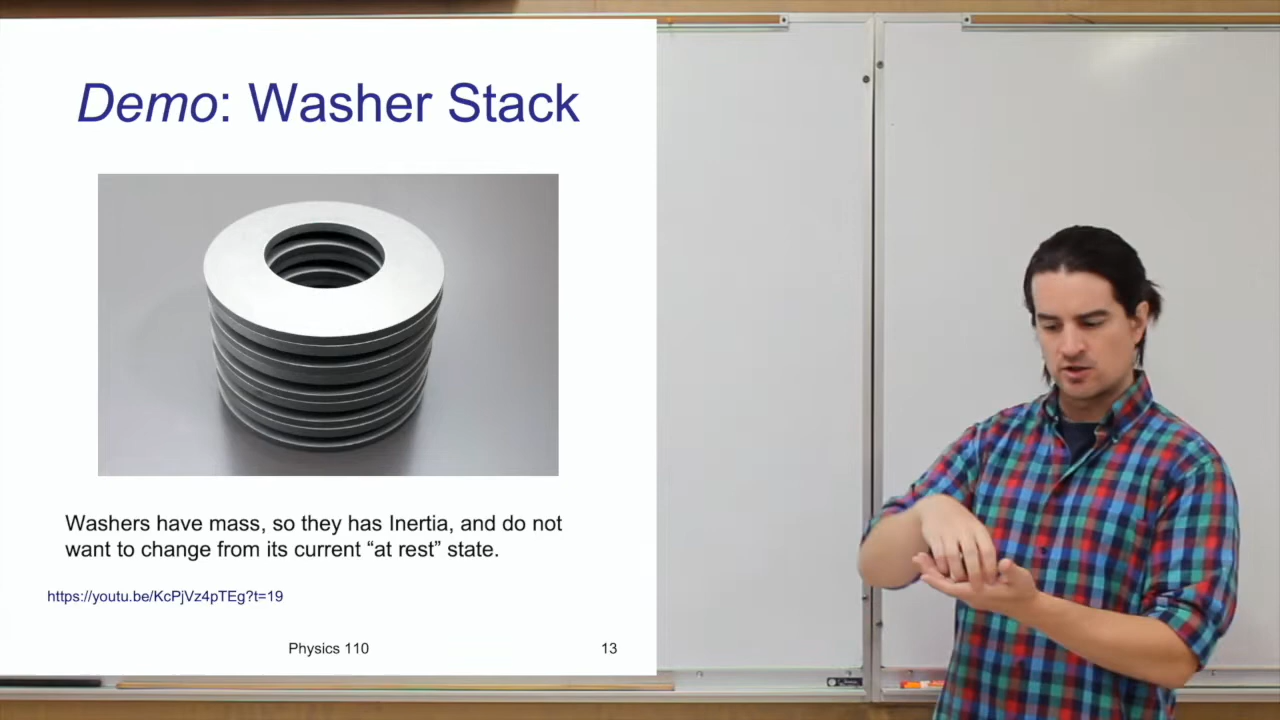 Demo: Washer Stack
Washers have mass, so they has Inertia, and do not
want to change from its current “at rest” state.
https://youtu.be/KcPjVz4pTEg?t=19
Physics 110
13